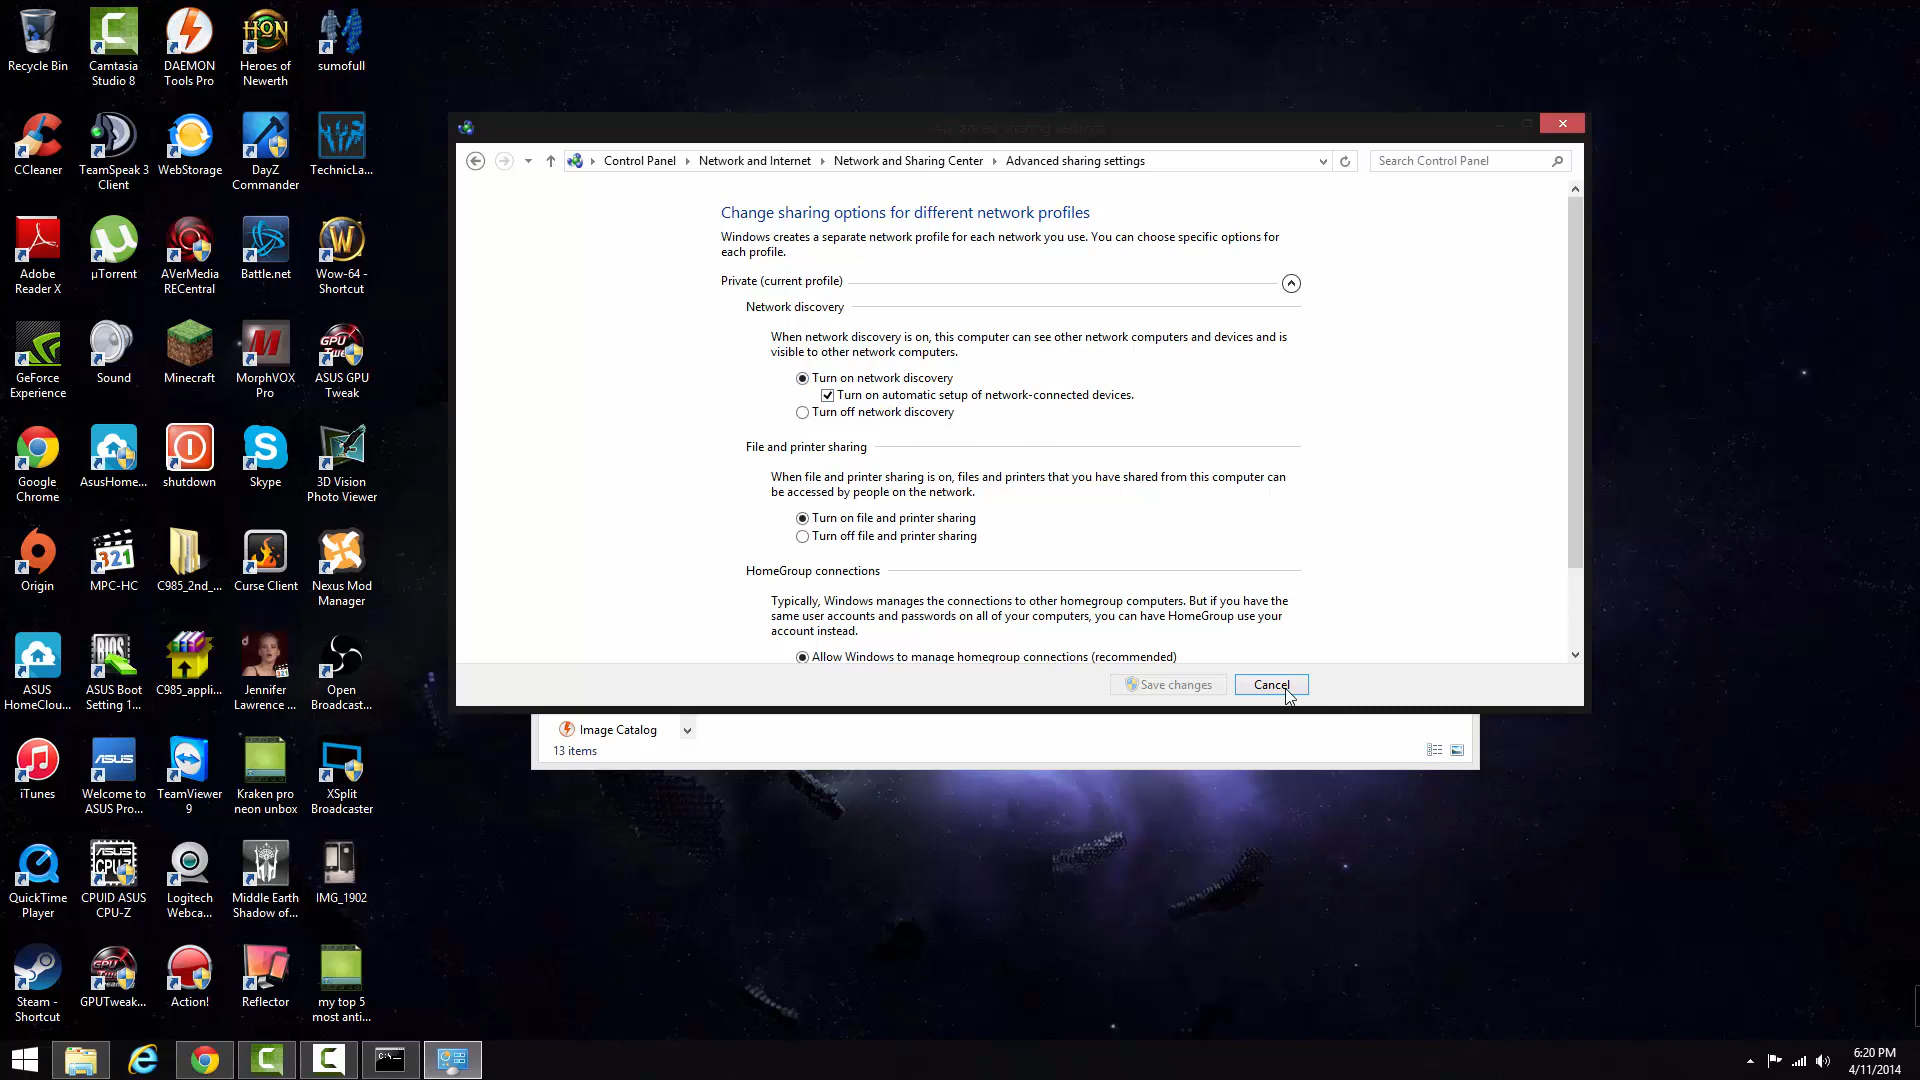 Recycle Bin
Camtasia
Studio 8
DAEMON
Tools Pro
Heroes of
Newerth
sumofull
CCleaner
TeamSpeak 3
Client
WebStorage
DayZ
Commander
TechnicLa...
Adobe
Reader X
µTorrent
AVerMedia
RECentral
Battle.net
Wow-64 -
Shortcut
GeForce
Experience
Sound
Minecraft
MorphVOX
Pro
ASUS GPU
Tweak
Google
Chrome
AsusHome...
shutdown
Skype
3D Vision
Photo Viewer
Origin
MPC-HC
C985_2nd_...
Curse Client
Nexus Mod
Manager
ASUS
HomeClou...
ASUS Boot
Setting 1...
C985_appli...
Jennifer
Lawrence ...
Open
Broadcast...
iTunes
Welcome to
ASUS Pro...
TeamViewer
9
Kraken pro
neon unbox
XSplit
Broadcaster
QuickTime
Player
CPUID ASUS
CPU-Z
Logitech
Webca...
Middle Earth
Shadow of...
IMG_1902
Steam -
Shortcut
GPUTweak...
Action!
Reflector
my top 5
most anti...
Advanced sharing settings
Control Panel
Network and Internet
Network and Sharing Center
Advanced sharing settings
Search Control Panel
Change sharing options for different network profiles
Windows creates a separate network profile for each network you use. You can choose specific options for
each profile.
Private (current profile)
Network discovery
When network discovery is on, this computer can see other network computers and devices and is
visible to other network computers.
Turn on network discovery
Turn on automatic setup of network-connected devices.
Turn off network discovery
File and printer sharing
When file and printer sharing is on, files and printers that you have shared from this computer can
be accessed by people on the network.
Turn on file and printer sharing
Turn off file and printer sharing
HomeGroup connections
Typically, Windows manages the connections to other homegroup computers. But if you have the
same user accounts and passwords on all of your computers, you can have HomeGroup use your
account instead.
Allow Windows to manage homegroup connections (recommended)
Save changes
Cancel
Image Catalog
13 items
6:20 PM
4/11/2014